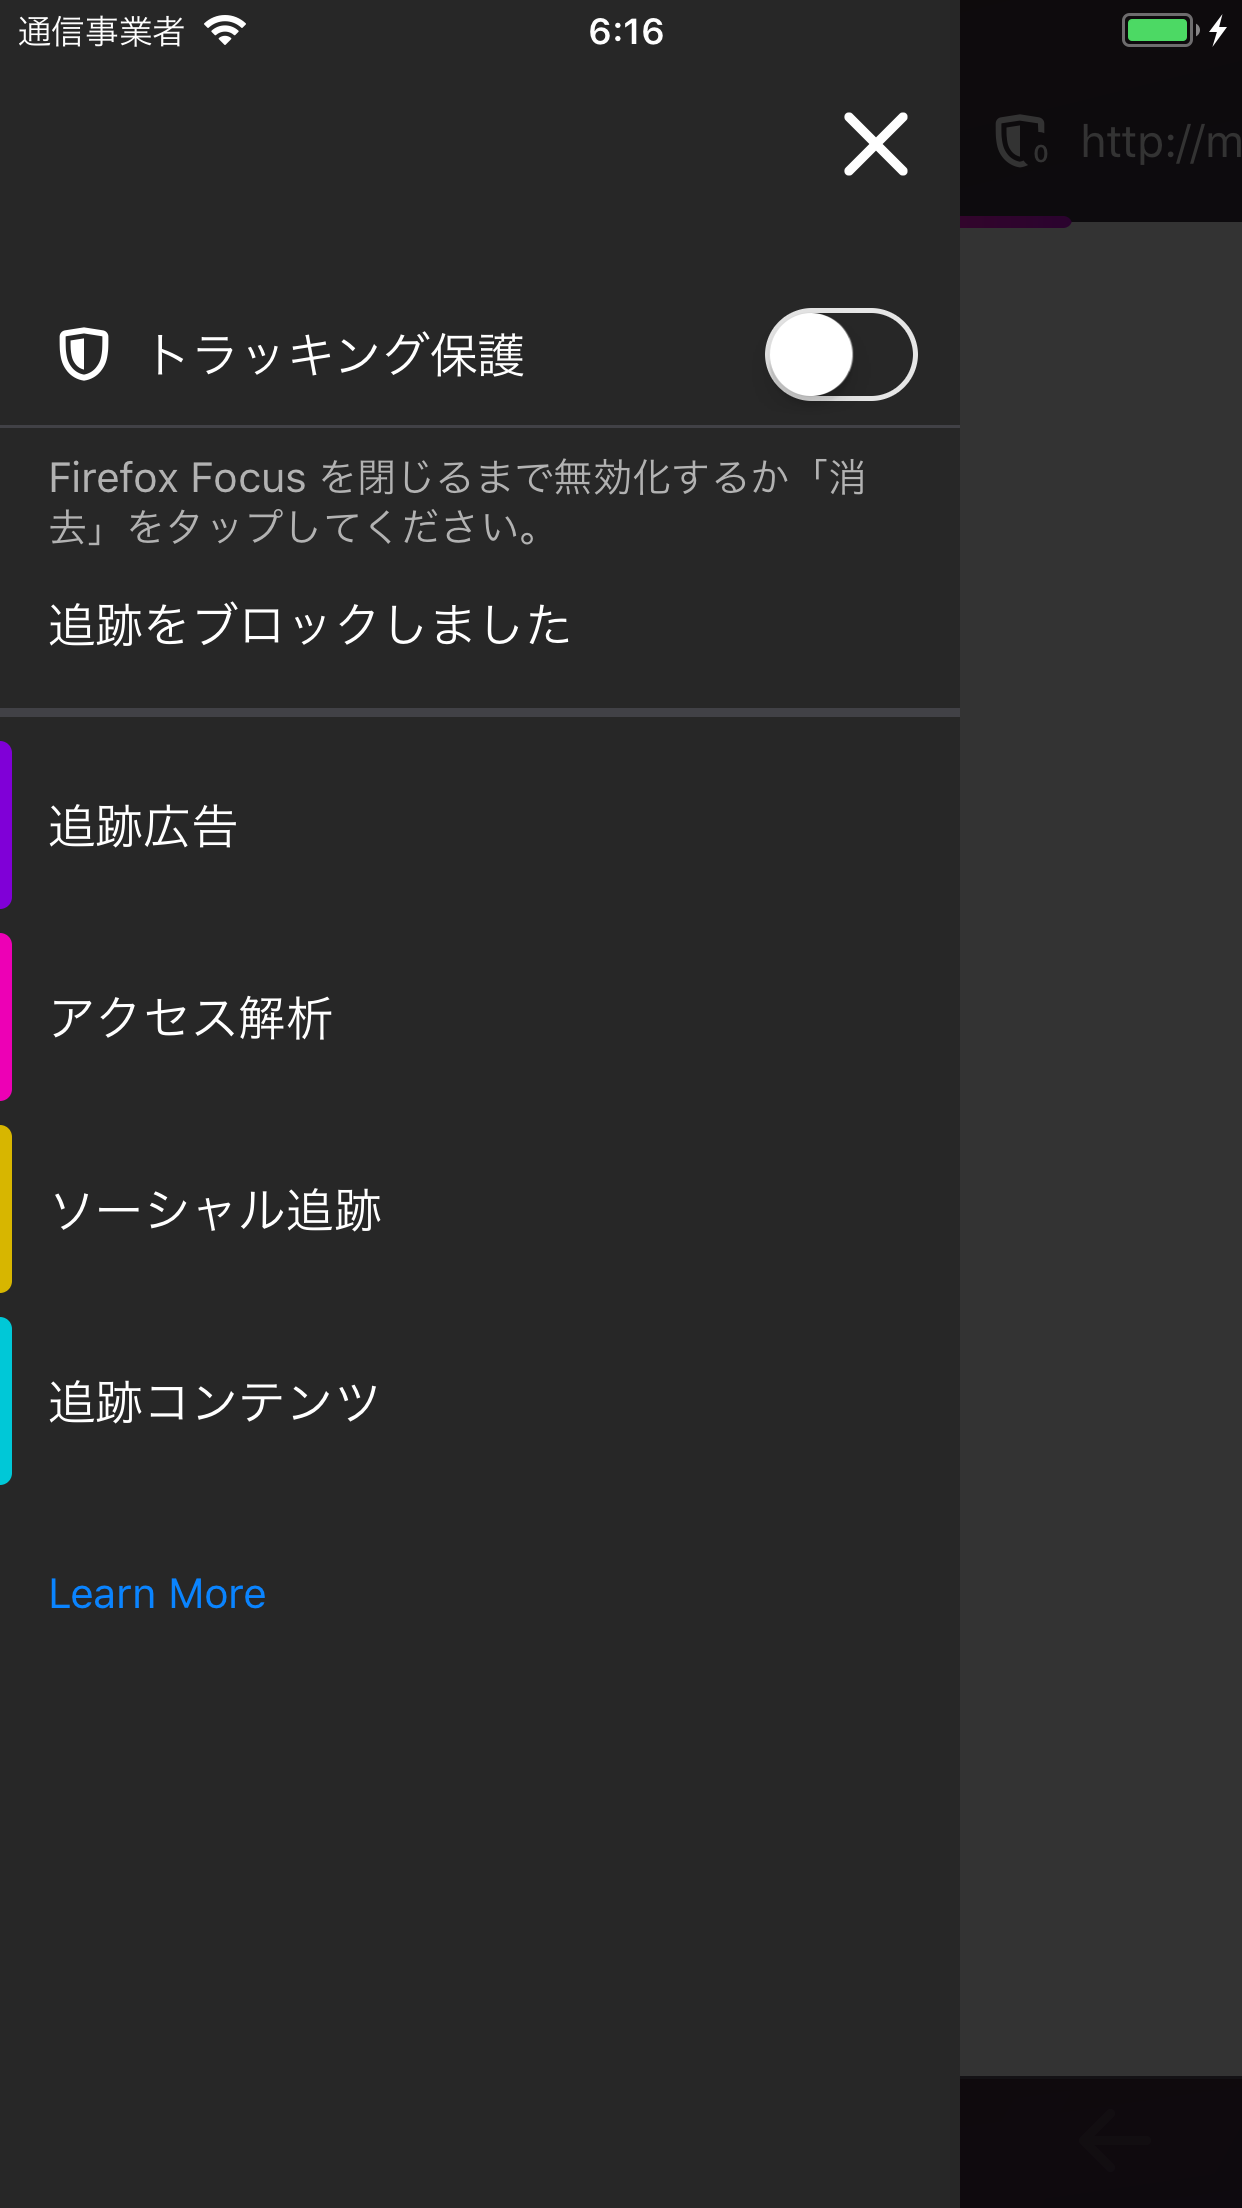 通信事業者 6:16
0 http://m
トラッキング保護
Firefox Focus を閉じるまで無効化するか「消
去」をタップしてください。
追跡をブロックしました
追跡広告
アクセス解析
ソーシャル追跡
追跡コンテンツ
Learn More